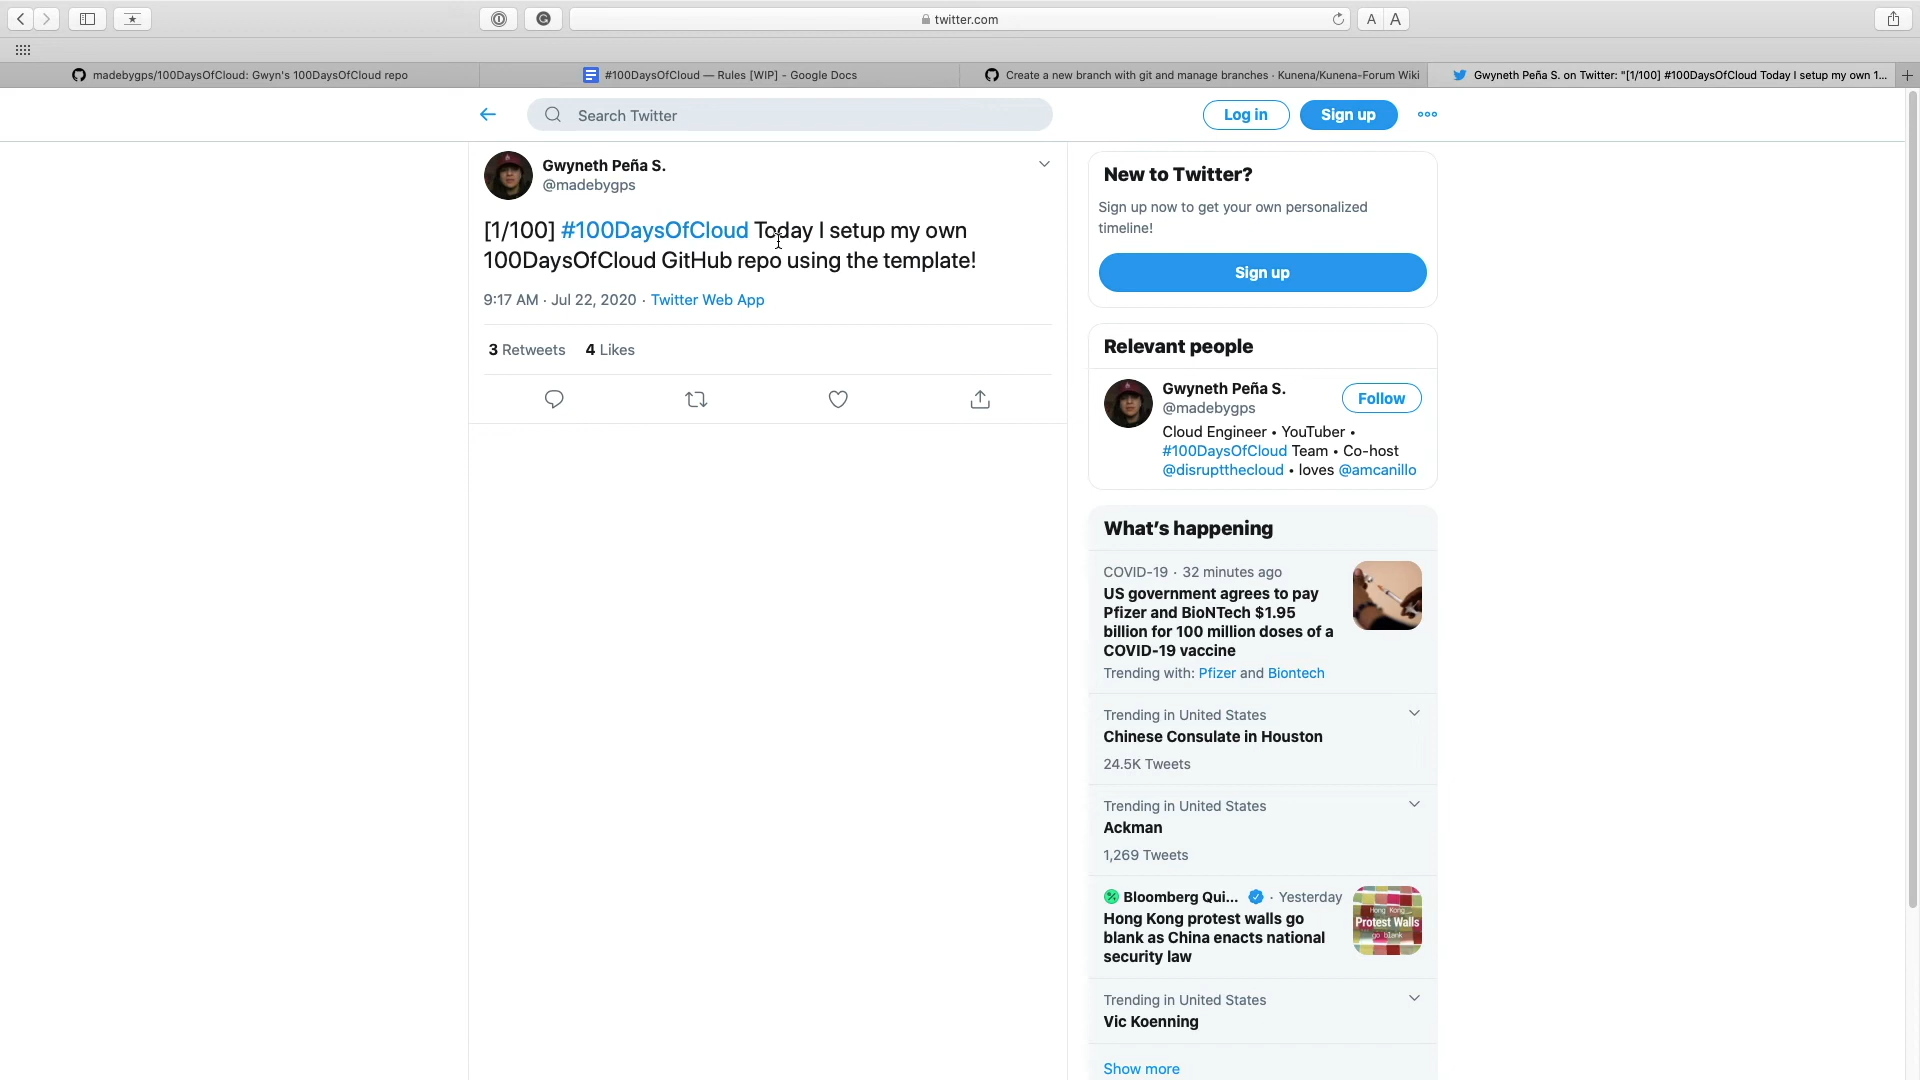 twitter.com
A A
madebygps/100DaysOfCloud: Gwyn's 100DaysOfCloud repo
#100DaysOfCloud — Rules [WIP] - Google Docs
Create a new branch with git and manage branches · Kunena/Kunena-Forum Wiki
Gwyneth Peña S. on Twitter: "[1/100] #100DaysOfCloud Today I setup my own 1...
Search Twitter
Log in
Sign up
Gwyneth Peña S.
@madebygps
[1/100] #100DaysOfCloud Today I setup my own
100DaysOfCloud GitHub repo using the template!
9:17 AM · Jul 22, 2020 · Twitter Web App
3 Retweets 4 Likes
New to Twitter?
Sign up now to get your own personalized
timeline!
Sign up
Relevant people
Gwyneth Peña S.
@madebygps
Follow
Cloud Engineer • YouTuber •
#100DaysOfCloud Team • Co-host
@disruptthecloud • loves @amcanillo
What's happening
COVID-19 · 32 minutes ago
US government agrees to pay
Pfizer and BioNTech $1.95
billion for 100 million doses of a
COVID-19 vaccine
Trending with: Pfizer and Biontech
Trending in United States
Chinese Consulate in Houston
24.5K Tweets
Trending in United States
Ackman
1,269 Tweets
Bloomberg Qui... · Yesterday
Hong Kong protest walls go
blank as China enacts national
security law
Hong Kong
Protest Walls
go blank
Trending in United States
Vic Koenning
Show more